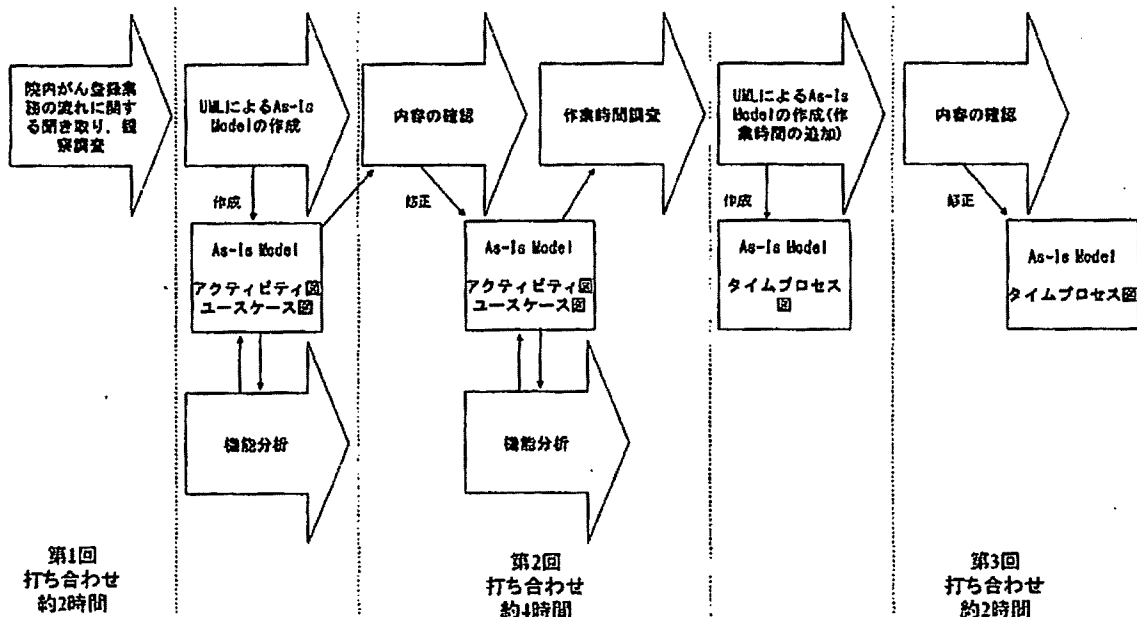 院内がん登録業
務の流れに関す
る聞き取り，観
察調査
UMLによるAs-Is
Modelの作成
内容の確認
作業時間調査
UMLによるAs-Is
Modelの作成(作
業時間の追加)
内容の確認
作成
修正
作成
修正
As-Is Model
アクティビティ図
ユースケース図
As-Is Model
アクティビティ図
ユースケース図
As-Is Model
タイムプロセス
図
As-Is Model
タイムプロセス図
機能分析
機能分析
第1回
打ち合わせ
約2時間
第2回
打ち合わせ
約4時間
第3回
打ち合わせ
約2時間